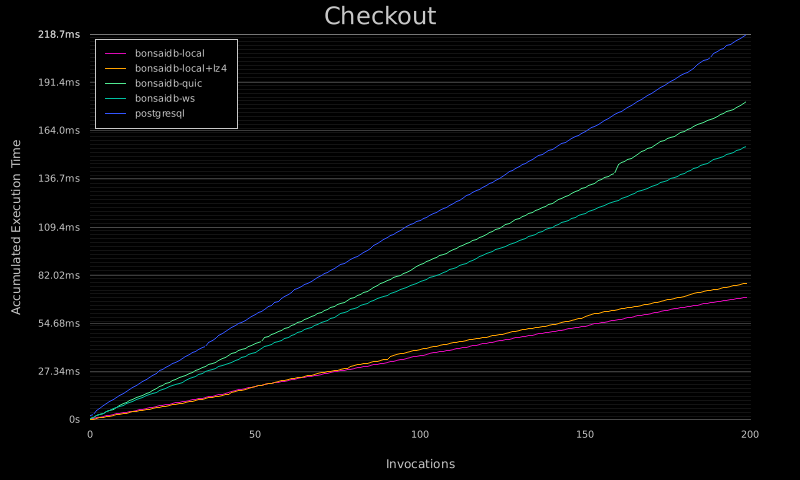 Checkout
218.7ms
191.4ms
164.0ms
136.7ms
109.4ms
82.02ms
54.68ms
27.34ms
0s
Accumulated Execution Time
bonsaidb-local
bonsaidb-local+lz4
bonsaidb-quic
bonsaidb-ws
postgresql
0 50 100 150 200
Invocations